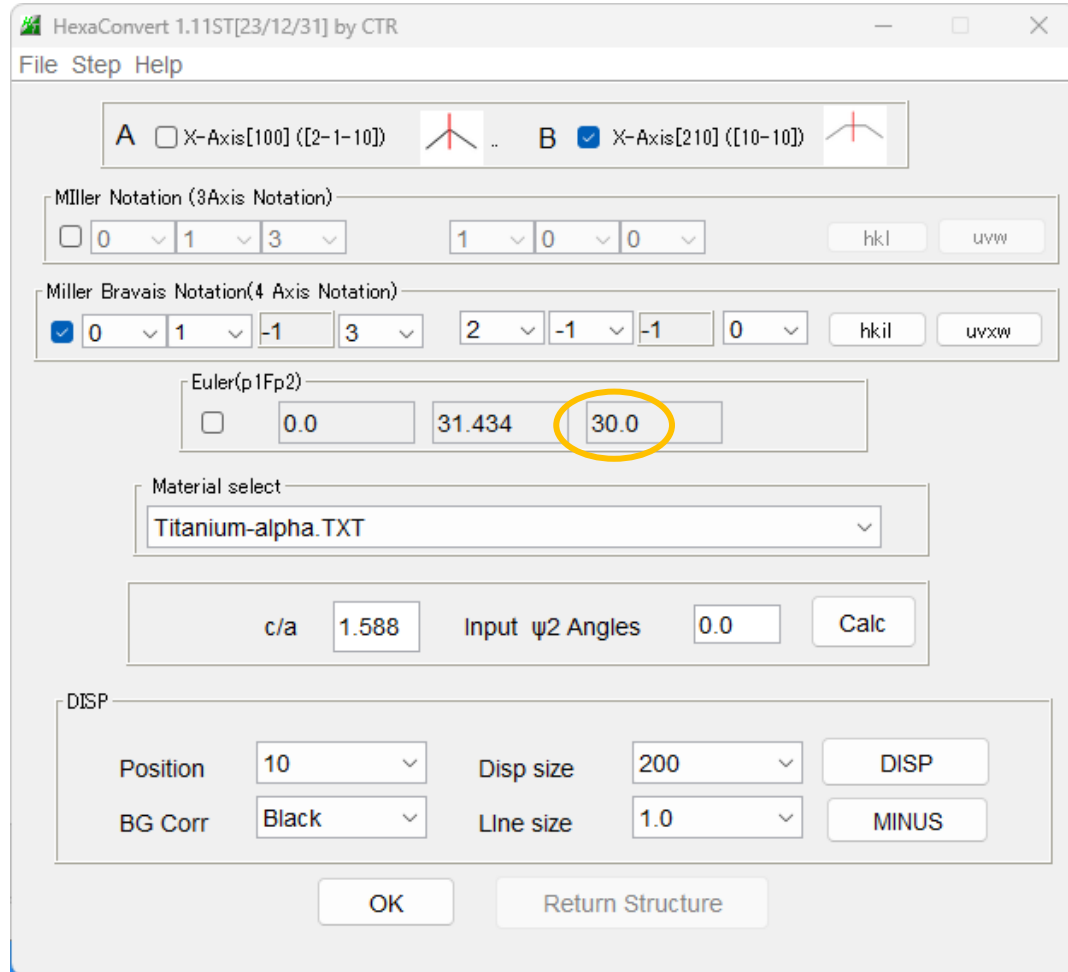 HexaConvert 1.11ST[23/12/31] by CTR
File Step Help
A X-Axis[100] ([2-1-10]) .. B X-Axis[210] ([10-10])
MIller Notation (3Axis Notation)
0 1 3 1 0 0 hkl uvw
Miller Bravais Notation(4 Axis Notation)
0 1 -1 3 2 -1 -1 0 hkil uvxw
Euler(p1Fp2)
0.0 31.434 30.0
Material select
Titanium-alpha.TXT
c/a 1.588 Input ψ2 Angles 0.0 Calc
DISP
Position 10 Disp size 200 DISP
BG Corr Black LIne size 1.0 MINUS
OK Return Structure